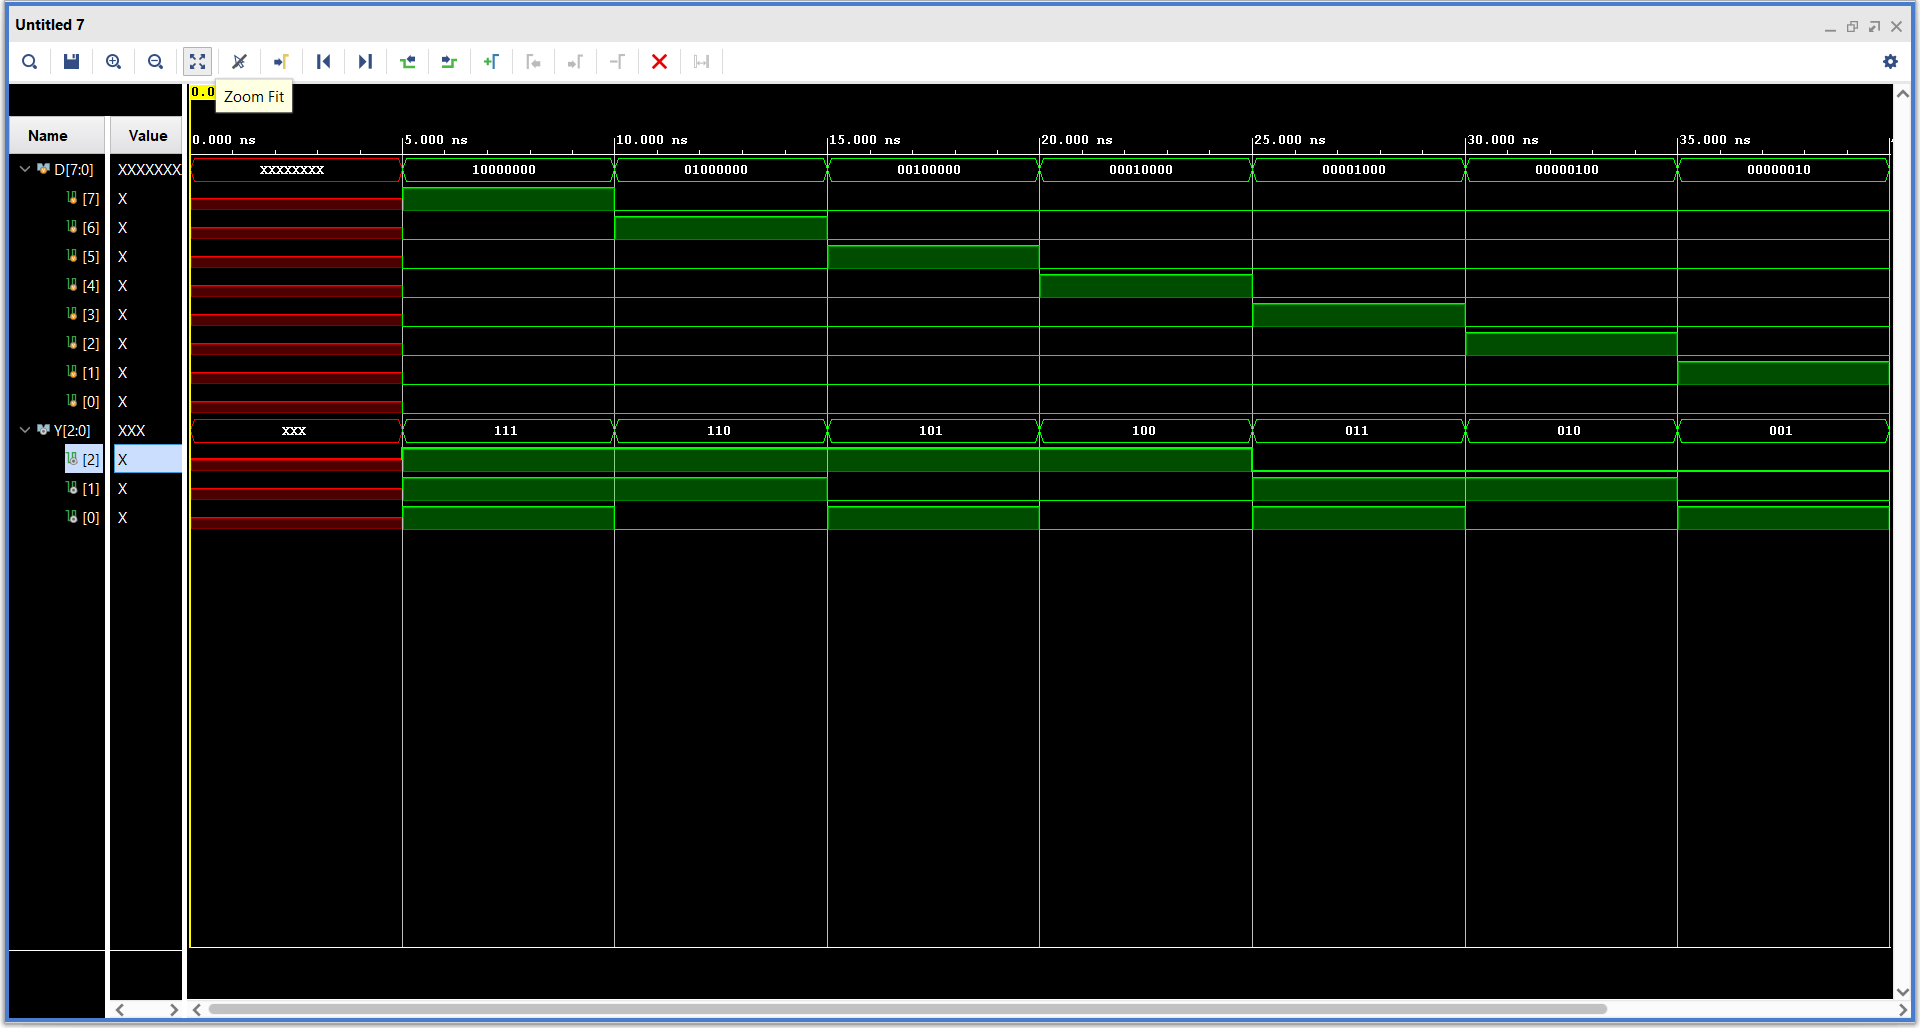 Untitled 7
0.0
Zoom Fit
Name Value
0.000 ns 5.000 ns 10.000 ns 15.000 ns 20.000 ns 25.000 ns 30.000 ns 35.000 ns
D[7:0] XXXXXXX XXXXXXXX 10000000 01000000 00100000 00010000 00001000 00000100 00000010
[7] X
[6] X
[5] X
[4] X
[3] X
[2] X
[1] X
[0] X
Y[2:0] XXX XXX 111 110 101 100 011 010 001
[2] X
[1] X
[0] X